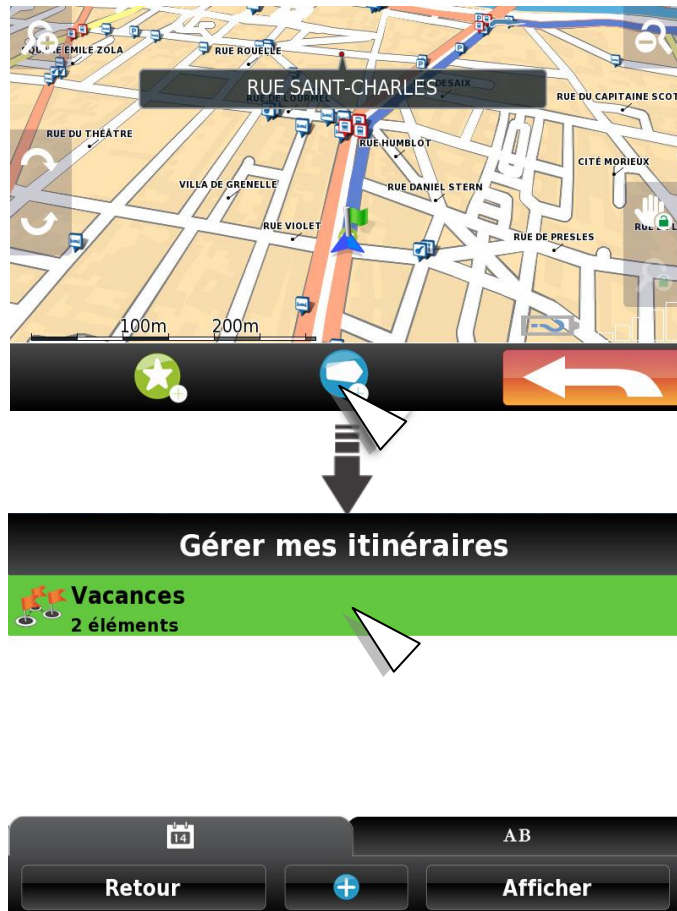 SQUARE EMILE ZOLA
RUE ROUELLE
RUE SAINT-CHARLES
DESAIX
RUE DE LOURMEL
RUE DU CAPITAINE SCOT
RUE DU THÉÂTRE
RUE HUMBLOT
CITÉ MORIEUX
VILLA DE GRENELLE
RUE DANIEL STERN
RUE VIOLET
RUE DE PRESLES
100m
200m
Gérer mes itinéraires
Vacances
2 éléments
14
AB
Retour
Afficher